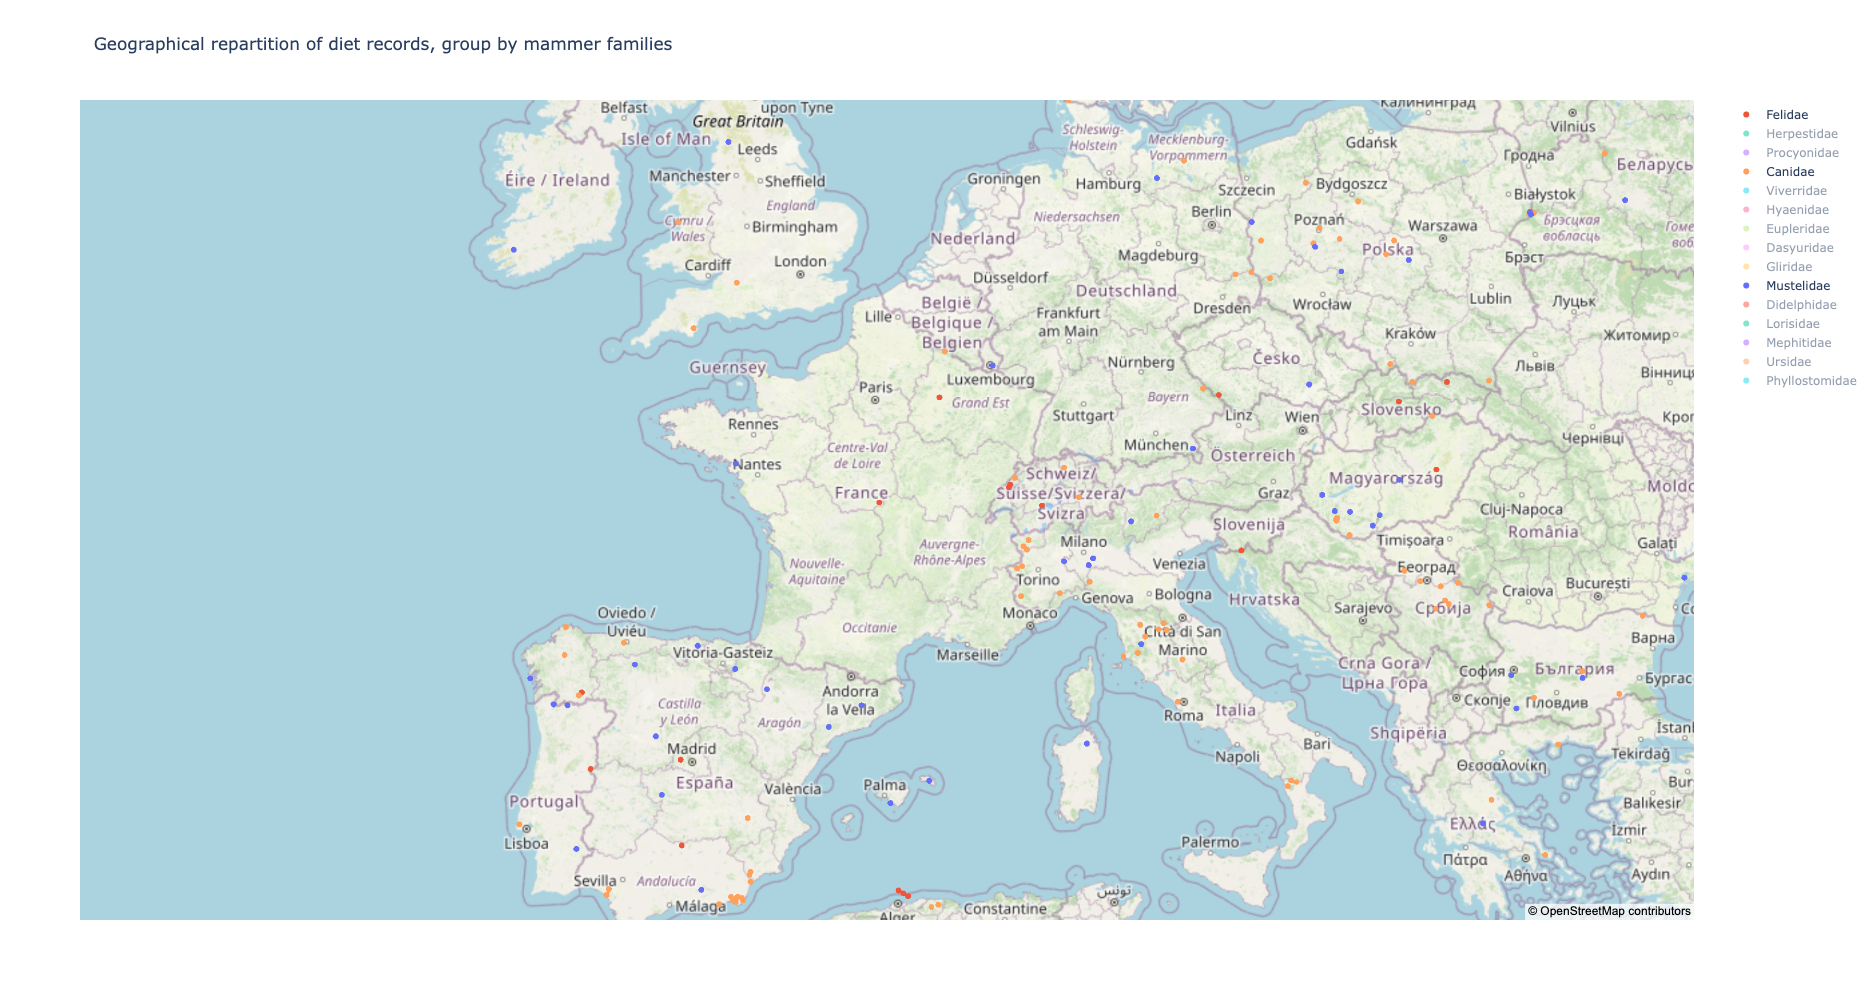 Geographical repartition of diet records, group by mammer families
Belfast
upon Tyne
Great Britain
Isle of Man
Leeds
Éire / Ireland
Manchester
Sheffield
England
Cymru /
Wales
Birmingham
Cardiff
London
Guernsey
Schleswig-
Holstein
Mecklenburg-
Vorpommern
Groningen
Hamburg
Szczecin
Niedersachsen
Berlin
Nederland
Magdeburg
Düsseldorf
Deutschland
België /
Belgique /
Belgien
Lille
Frankfurt
am Main
Dresden
Luxembourg
Nürnberg
Česko
Paris
Grand Est
Stuttgart
Bayern
Linz
Wien
München
Österreich
Rennes
Centre-Val
de Loire
Nantes
France
Schweiz/
Suisse/Svizzera/
Svizra
Graz
Auvergne-
Rhône-Alpes
Nouvelle-
Aquitaine
Occitanie
Marseille
Monaco
Torino
Milano
Genova
Venezia
Bologna
Slovenija
Hrvatska
Città di San
Marino
Roma
Italia
Napoli
Bari
Palermo
Калининград
Gdańsk
Vilnius
Гродна
Беларусь
Bydgoszcz
Białystok
Poznań
Warszawa
Polska
Брэсцкая
вобласць
Гоме
вобл
Брэст
Wrocław
Lublin
Луцьк
Житомир
Kraków
Львів
Вінниц
Slovensko
Чернівці
Кроп
Magyarország
Moldo
Cluj-Napoca
România
Timișoara
Galați
Београд
București
Craiova
Со
Sarajevo
Србија
Варна
Crna Gora /
Црна Гора
София
България
Бургас
Скопје
Пловдив
Shqipëria
İstanl
Tekirdağ
Θεσσαλονίκη
Bur
Balıkesir
Ελλάς
İzmir
Πάτρα
Αθήνα
Aydın
Oviedo /
Uviéu
Vitoria-Gasteiz
Andorra
la Vella
Castilla
y León
Aragón
Madrid
España
València
Palma
Portugal
Lisboa
Sevilla
Andalucía
Málaga
Alger
Constantine
تونس
© OpenStreetMap contributors
Felidae
Herpestidae
Procyonidae
Canidae
Viverridae
Hyaenidae
Eupleridae
Dasyuridae
Gliridae
Mustelidae
Didelphidae
Lorisidae
Mephitidae
Ursidae
Phyllostomidae